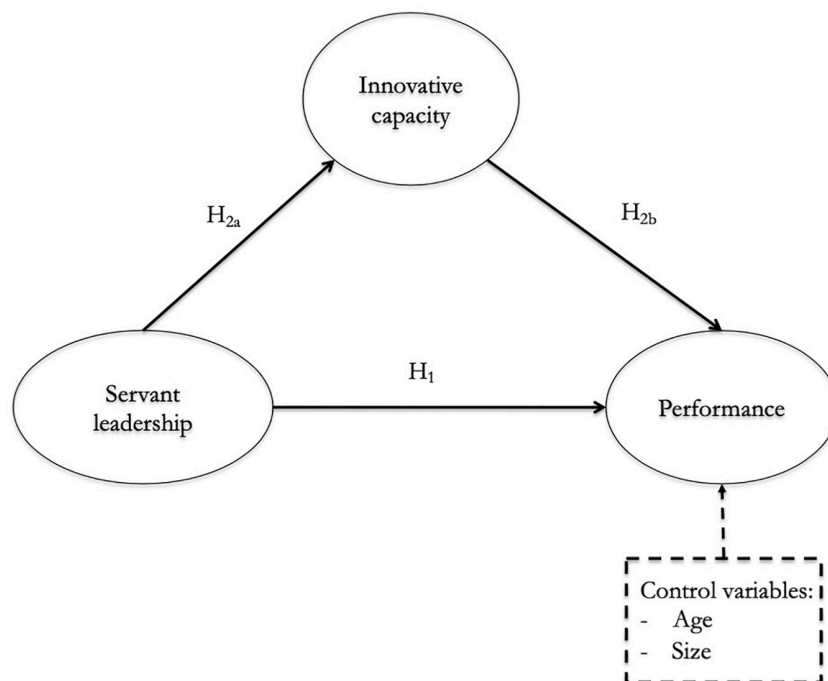 Innovative
capacity
H₂ₐ
H₂b
Servant
leadership
H₁
Performance
Control variables:
- Age
- Size